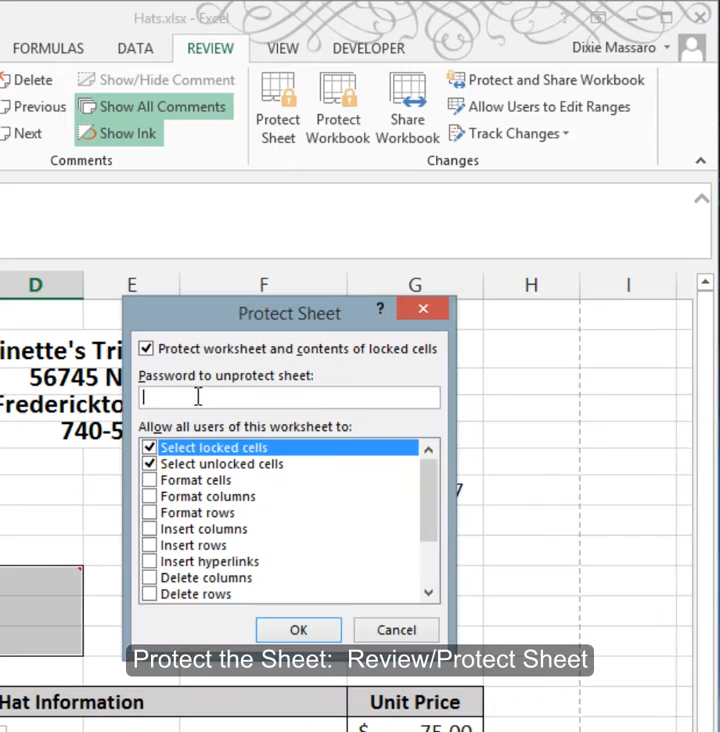 Hats.xlsx - Excel
FORMULAS DATA REVIEW VIEW DEVELOPER Dixie Massaro
Delete
Previous
Next
Show/Hide Comment
Show All Comments
Show Ink
Comments
Protect Sheet
Protect Workbook
Share Workbook
Protect and Share Workbook
Allow Users to Edit Ranges
Track Changes
Changes
D E F G H I
inette's Tri
56745 N
Frederickto
740-5
7
Protect Sheet ?
Protect worksheet and contents of locked cells
Password to unprotect sheet:
Allow all users of this worksheet to:
Select locked cells
Select unlocked cells
Format cells
Format columns
Format rows
Insert columns
Insert rows
Insert hyperlinks
Delete columns
Delete rows
OK Cancel
Protect the Sheet: Review/Protect Sheet
Hat Information Unit Price
$ 75.00